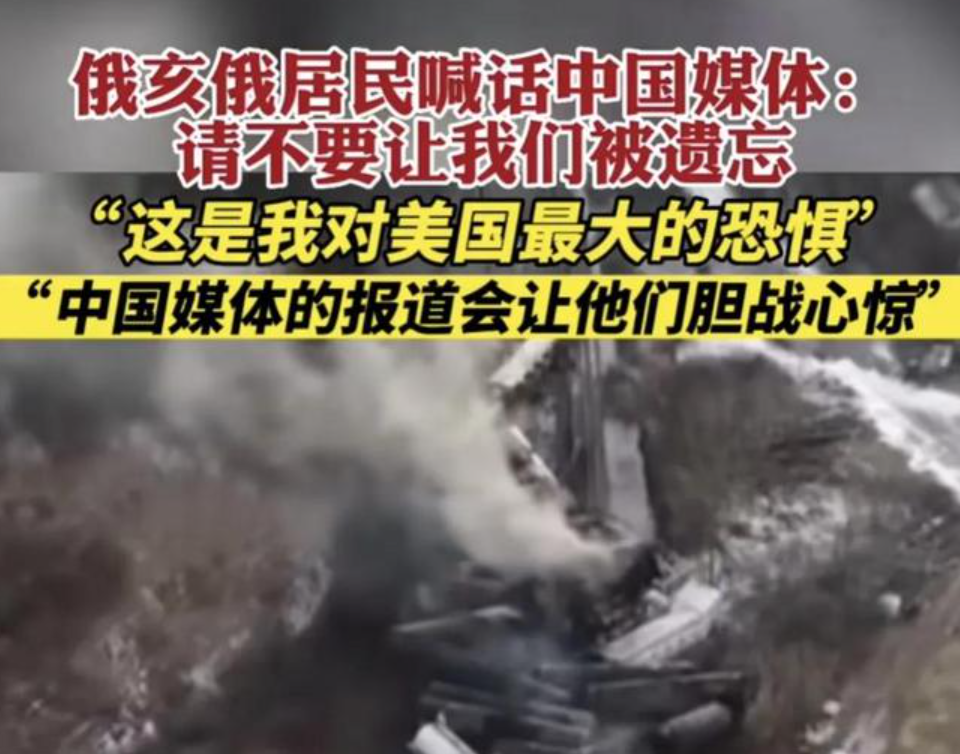 俄亥俄居民喊话中国媒体：
请不要让我们被遗忘
“这是我对美国最大的恐惧”
“中国媒体的报道会让他们胆战心惊”